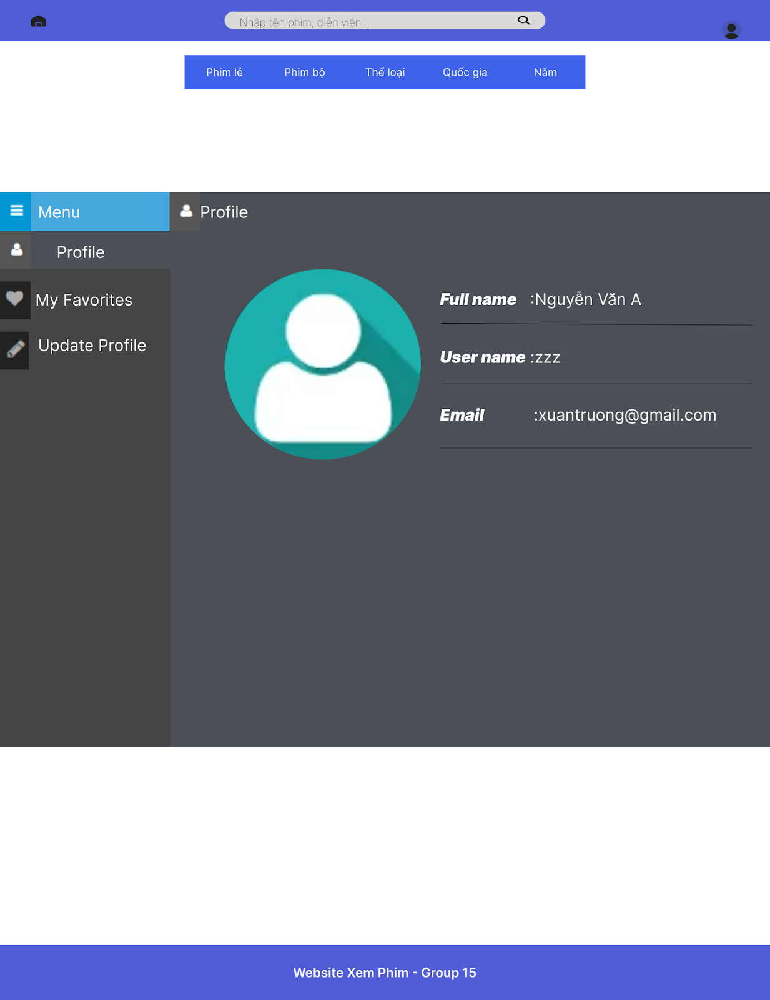 Nhập tên phim, diễn viên...
Phim lẻ
Phim bộ
Thể loại
Quốc gia
Năm
Menu
Profile
Profile
My Favorites
Update Profile
Full name :Nguyễn Văn A
User name :zzz
Email :xuantruong@gmail.com
Website Xem Phim - Group 15